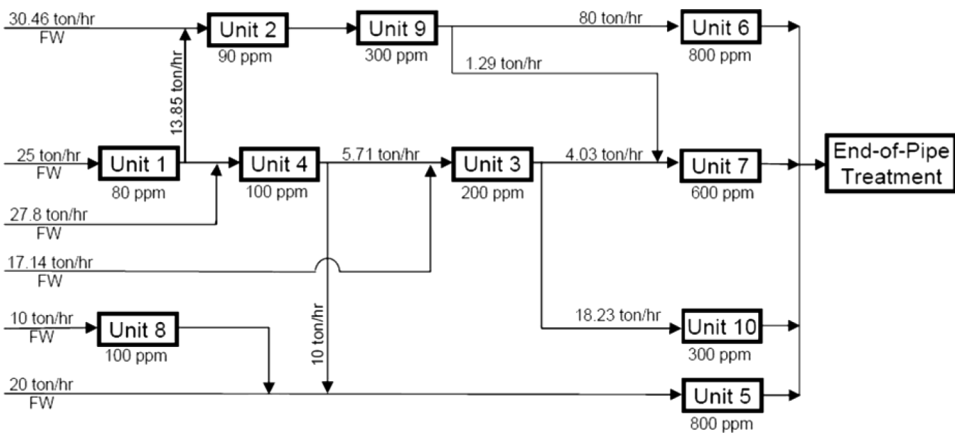 30.46 ton/hr
FW
Unit 2
90 ppm
Unit 9
300 ppm
80 ton/hr
Unit 6
800 ppm
13.85 ton/hr
1.29 ton/hr
25 ton/hr
FW
Unit 1
80 ppm
Unit 4
100 ppm
5.71 ton/hr
Unit 3
200 ppm
4.03 ton/hr
Unit 7
600 ppm
End-of-Pipe
Treatment
27.8 ton/hr
FW
17.14 ton/hr
FW
10 ton/hr
FW
Unit 8
100 ppm
10 ton/hr
18.23 ton/hr
Unit 10
300 ppm
20 ton/hr
FW
Unit 5
800 ppm